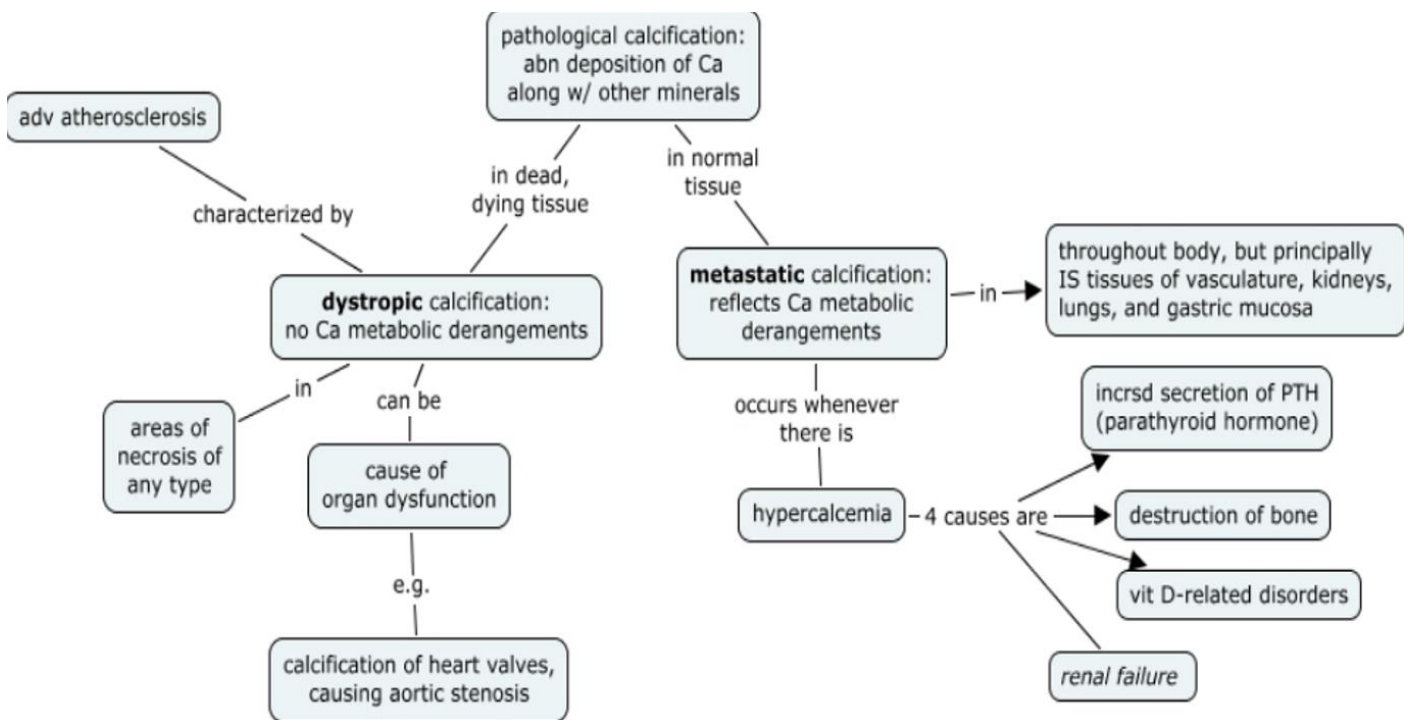 pathological calcification:
abn deposition of Ca
along w/ other minerals
adv atherosclerosis
characterized by
in dead,
dying tissue
in normal
tissue
dystropic calcification:
no Ca metabolic derangements
metastatic calcification:
reflects Ca metabolic
derangements
in
throughout body, but principally
IS tissues of vasculature, kidneys,
lungs, and gastric mucosa
in
areas of
necrosis of
any type
can be
cause of
organ dysfunction
e.g.
calcification of heart valves,
causing aortic stenosis
occurs whenever
there is
hypercalcemia
4 causes are
incrsd secretion of PTH
(parathyroid hormone)
destruction of bone
vit D-related disorders
renal failure